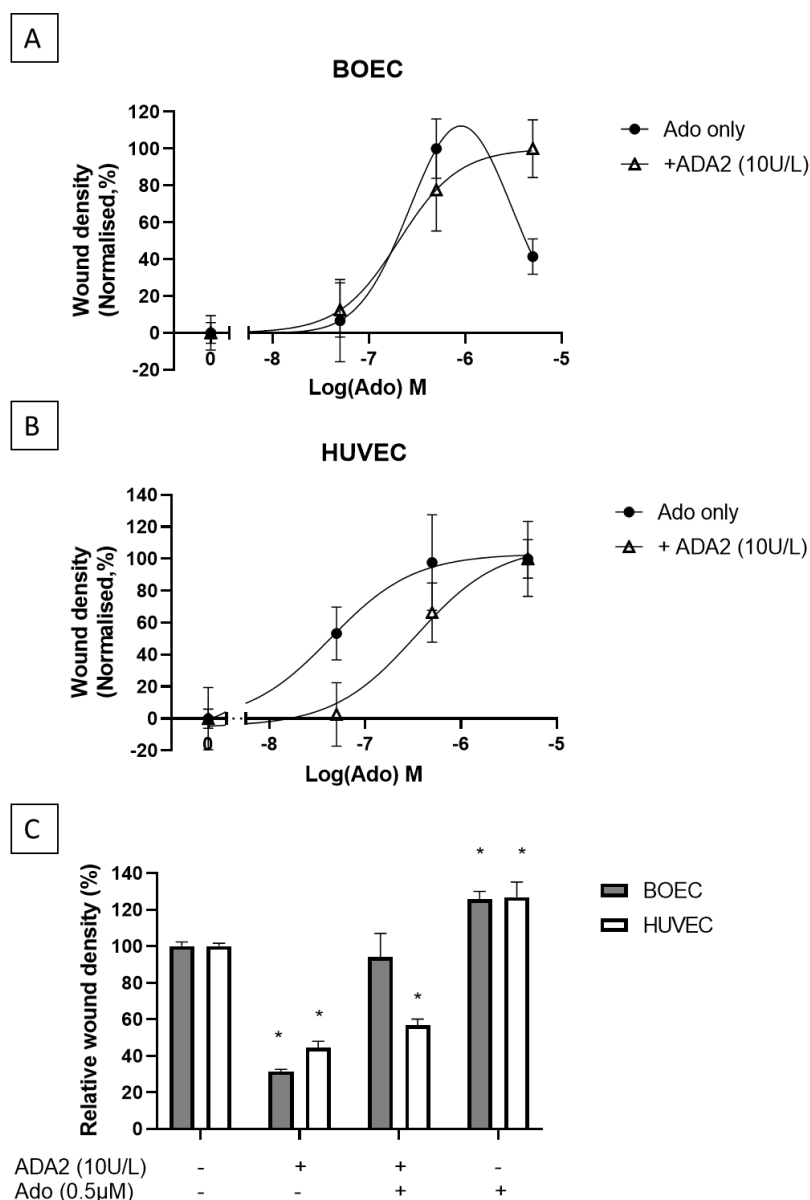 A
BOEC
Wound density
(Normalised,%)
120
100
80
60
40
20
0
-20
0 -8 -7 -6 -5
Log(Ado) M
Ado only
+ADA2 (10U/L)
B
HUVEC
Wound density
(Normalised,%)
140
120
100
80
60
40
20
0
-20
0 -8 -7 -6 -5
Log(Ado) M
Ado only
+ ADA2 (10U/L)
C
Relative wound density (%)
140
120
100
80
60
40
20
0
* * * * *
BOEC
HUVEC
ADA2 (10U/L) - + + -
Ado (0.5µM) - - + +